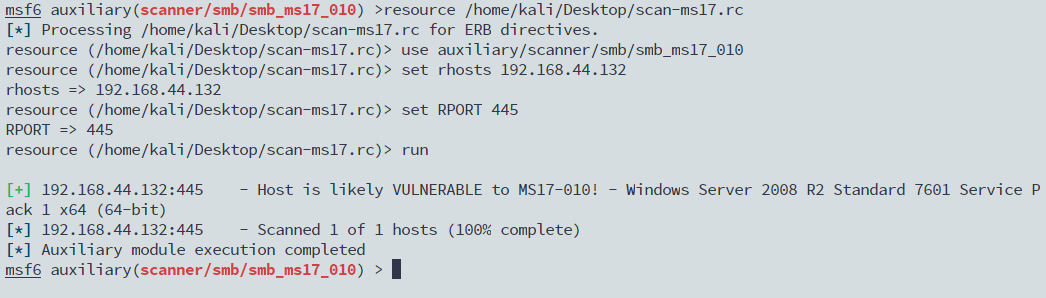 msf6 auxiliary(scanner/smb/smb_ms17_010) >resource /home/kali/Desktop/scan-ms17.rc
[*] Processing /home/kali/Desktop/scan-ms17.rc for ERB directives.
resource (/home/kali/Desktop/scan-ms17.rc)> use auxiliary/scanner/smb/smb_ms17_010
resource (/home/kali/Desktop/scan-ms17.rc)> set rhosts 192.168.44.132
rhosts => 192.168.44.132
resource (/home/kali/Desktop/scan-ms17.rc)> set RPORT 445
RPORT => 445
resource (/home/kali/Desktop/scan-ms17.rc)> run
[+] 192.168.44.132:445    - Host is likely VULNERABLE to MS17-010! - Windows Server 2008 R2 Standard 7601 Service P
ack 1 x64 (64-bit)
[*] 192.168.44.132:445    - Scanned 1 of 1 hosts (100% complete)
[*] Auxiliary module execution completed
msf6 auxiliary(scanner/smb/smb_ms17_010) >